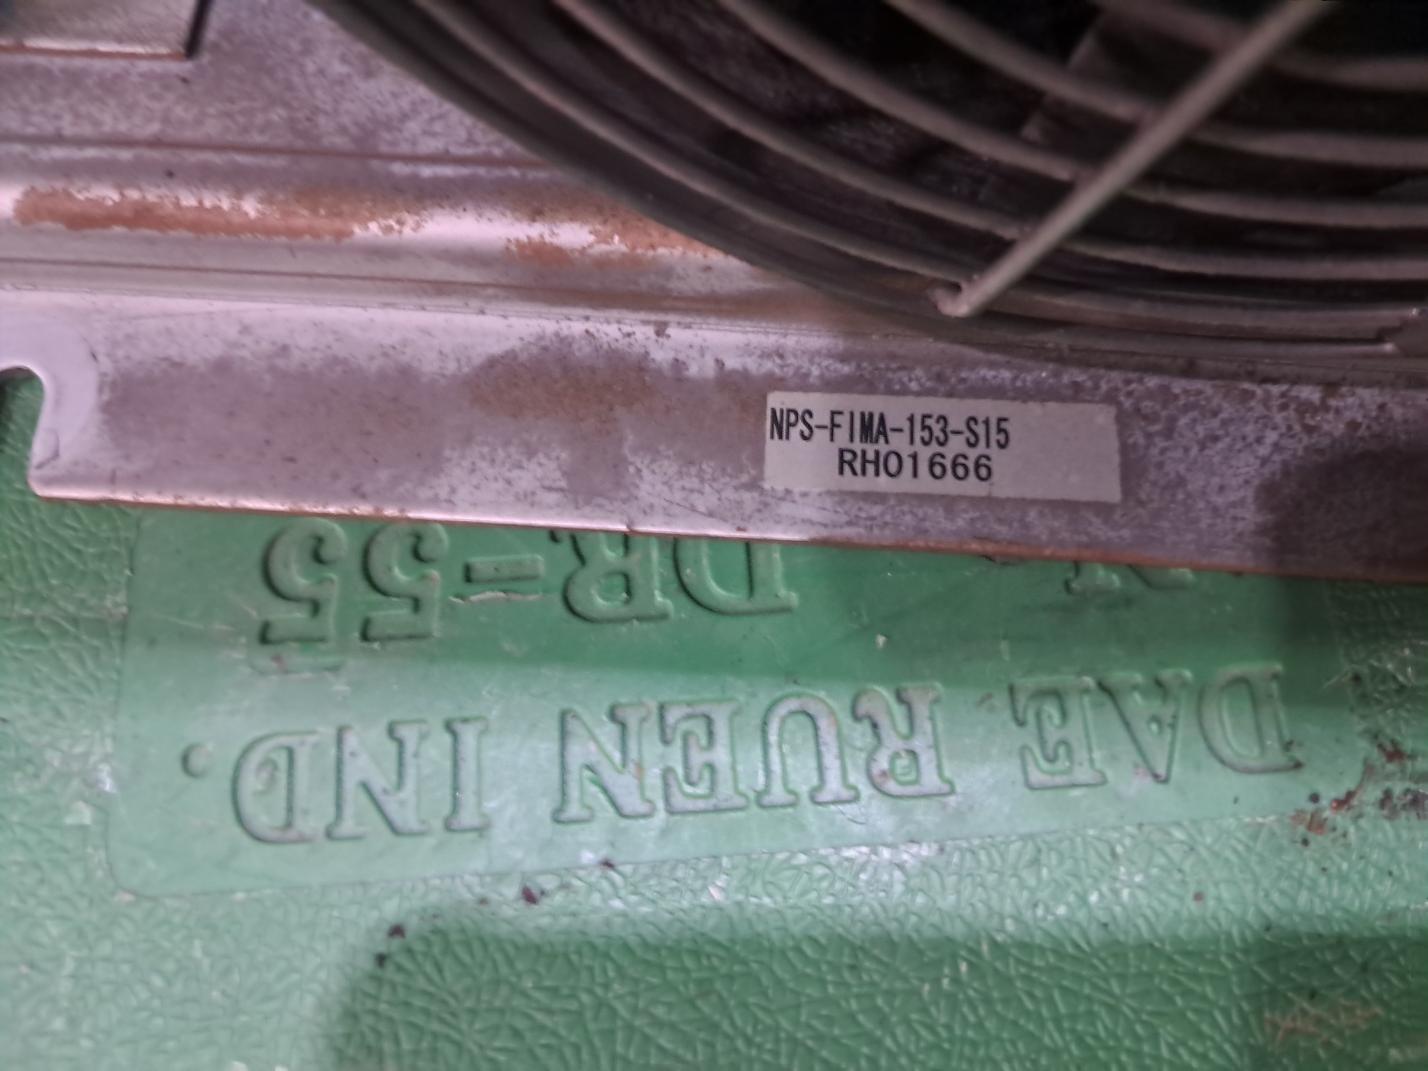 NPS-FIMA-153-S15
RH01666
DAE RUEN IND.
DR-55